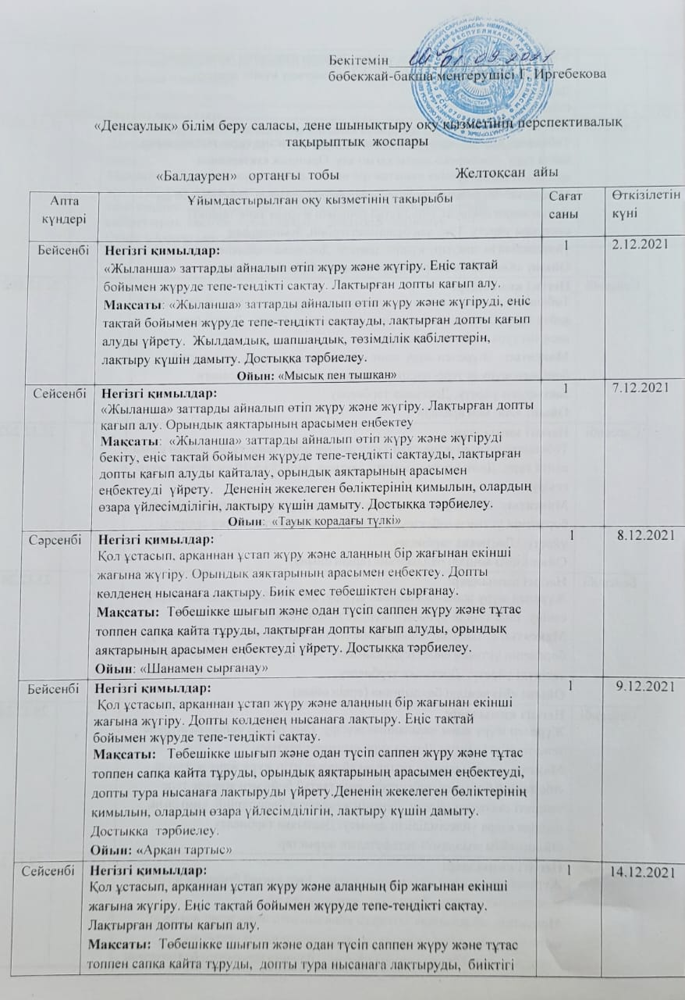 Бекітемін 01.09.2021
бөбекжай-бақша меңгерушісі Г. Иргебекова
«Денсаулық» білім беру саласы, дене шынықтыру оқу қызметінің перспективалық
тақырыптық жоспары
«Балдаурен» ортаңғы тобы Желтоқсан айы
Апта күндері Ұйымдастырылған оқу қызметінің тақырыбы Сағат саны Өткізілетін күні
Бейсенбі Негізгі қимылдар: 1 2.12.2021
«Жыланша» заттарды айналып өтіп жүру және жүгіру. Еңіс тақтай
бойымен жүруде тепе-теңдікті сақтау. Лақтырған допты қағып алу.
Мақсаты: «Жыланша» заттарды айналып өтіп жүру және жүгіруді, еңіс
тақтай бойымен жүруде тепе-теңдікті сақтауды, лақтырған допты қағып
алуды үйрету. Жылдамдық, шапшаңдық, төзімділік қабілеттерін,
лақтыру күшін дамыту. Достыққа тәрбиелеу.
Ойын: «Мысық пен тышқан»
Сейсенбі Негізгі қимылдар: 1 7.12.2021
«Жыланша» заттарды айналып өтіп жүру және жүгіру. Лақтырған допты
қағып алу. Орындық аяқтарының арасымен еңбектеу
Мақсаты: «Жыланша» заттарды айналып өтіп жүру және жүгіруді
бекіту, еңіс тақтай бойымен жүруде тепе-теңдікті сақтауды, лақтырған
допты қағып алуды қайталау, орындық аяқтарының арасымен
еңбектеуді үйрету. Дененің жекелеген бөліктерінің қимылын, олардың
өзара үйлесімділігін, лақтыру күшін дамыту. Достыққа тәрбиелеу.
Ойын: «Тауық қорадағы түлкі»
Сәрсенбі Негізгі қимылдар: 1 8.12.2021
Қол ұстасып, арқаннан ұстап жүру және алаңның бір жағынан екінші
жағына жүгіру. Орындық аяқтарының арасымен еңбектеу. Допты
көлденең нысанаға лақтыру. Биік емес төбешіктен сырғанау.
Мақсаты: Төбешікке шығып және одан түсіп саппен жүру және тұтас
топпен сапқа қайта тұруды, лақтырған допты қағып алуды, орындық
аяқтарының арасымен еңбектеуді үйрету. Достыққа тәрбиелеу.
Ойын: «Шанамен сырғанау»
Бейсенбі Негізгі қимылдар: 1 9.12.2021
Қол ұстасып, арқаннан ұстап жүру және алаңның бір жағынан екінші
жағына жүгіру. Допты көлденең нысанаға лақтыру. Еңіс тақтай
бойымен жүруде тепе-теңдікті сақтау.
Мақсаты: Төбешікке шығып және одан түсіп саппен жүру және тұтас
топпен сапқа қайта тұруды, орындық аяқтарының арасымен еңбектеуді,
допты тура нысанаға лақтыруды үйрету.Дененің жекелеген бөліктерінің
қимылын, олардың өзара үйлесімділігін, лақтыру күшін дамыту.
Достыкка тәрбиелеу.
Ойын: «Арқан тартыс»
Сейсенбі Негізгі қимылдар: 1 14.12.2021
Қол ұстасып, арқаннан ұстап жүру және алаңның бір жағынан екінші
жағына жүгіру. Еңіс тақтай бойымен жүруде тепе-теңдікті сақтау.
Лақтырған допты қағып алу.
Мақсаты: Төбешікке шығып және одан түсіп саппен жүру және тұтас
топпен сапқа қайта тұруды, допты тура нысанаға лақтыруды, биіктігі